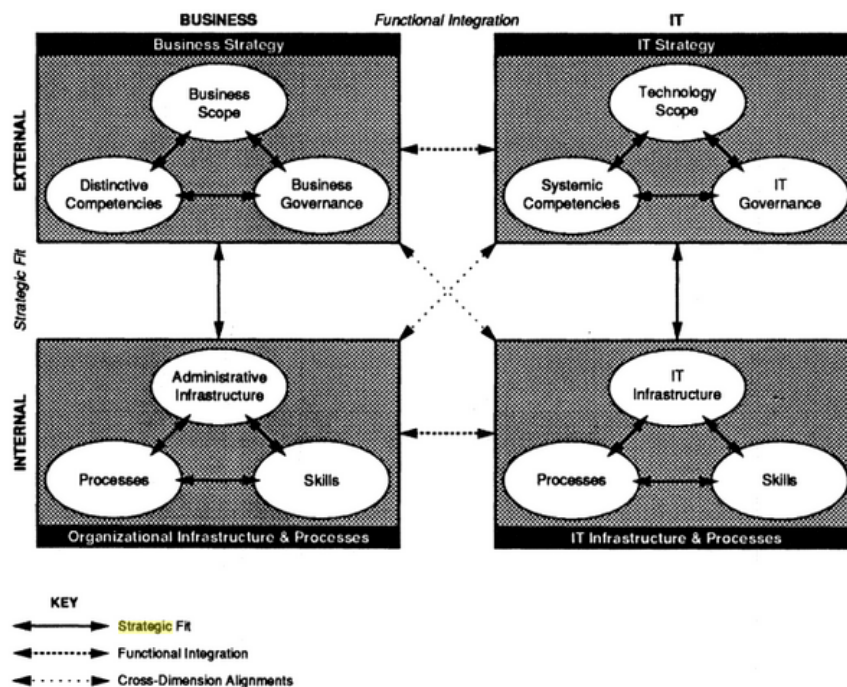 BUSINESS
Functional Integration
IT
Business Strategy
IT Strategy
EXTERNAL
Business
Scope
Distinctive
Competencies
Business
Governance
Technology
Scope
Systemic
Competencies
IT
Governance
Strategic Fit
INTERNAL
Administrative
Infrastructure
Processes
Skills
IT
Infrastructure
Processes
Skills
Organizational Infrastructure & Processes
IT Infrastructure & Processes
KEY
Strategic Fit
Functional Integration
Cross-Dimension Alignments